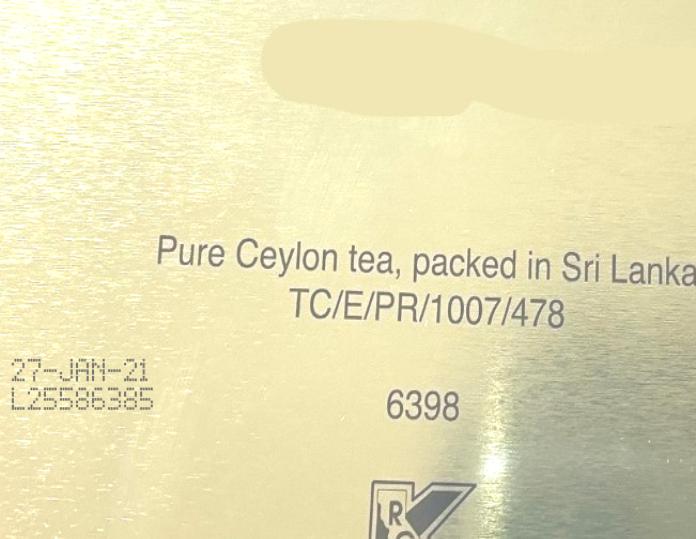 Pure Ceylon tea, packed in Sri Lanka
TC/E/PR/1007/478
27-JAN-21
L25586385
6398
K
R